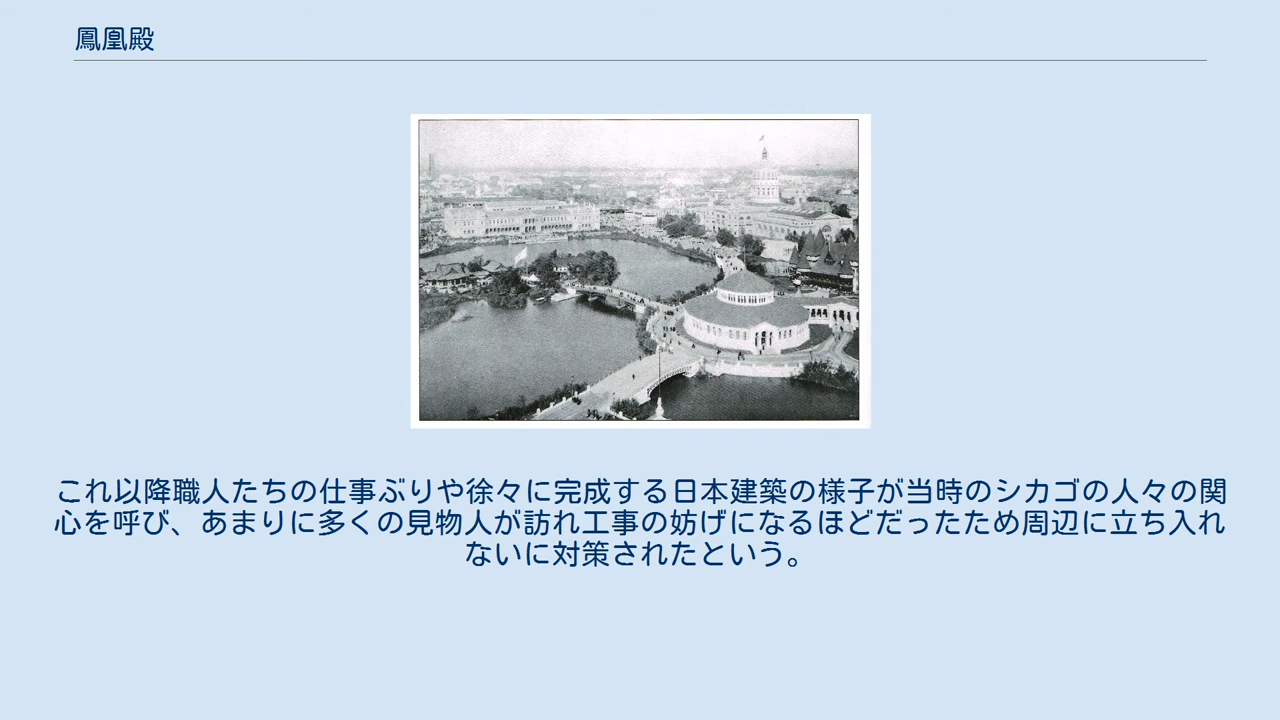 鳳凰殿
これ以降職人たちの仕事ぶりや徐々に完成する日本建築の様子が当時のシカゴの人々の関
心を呼び、あまりに多くの見物人が訪れ工事の妨げになるほどだったため周辺に立ち入れ
ないに対策されたという。